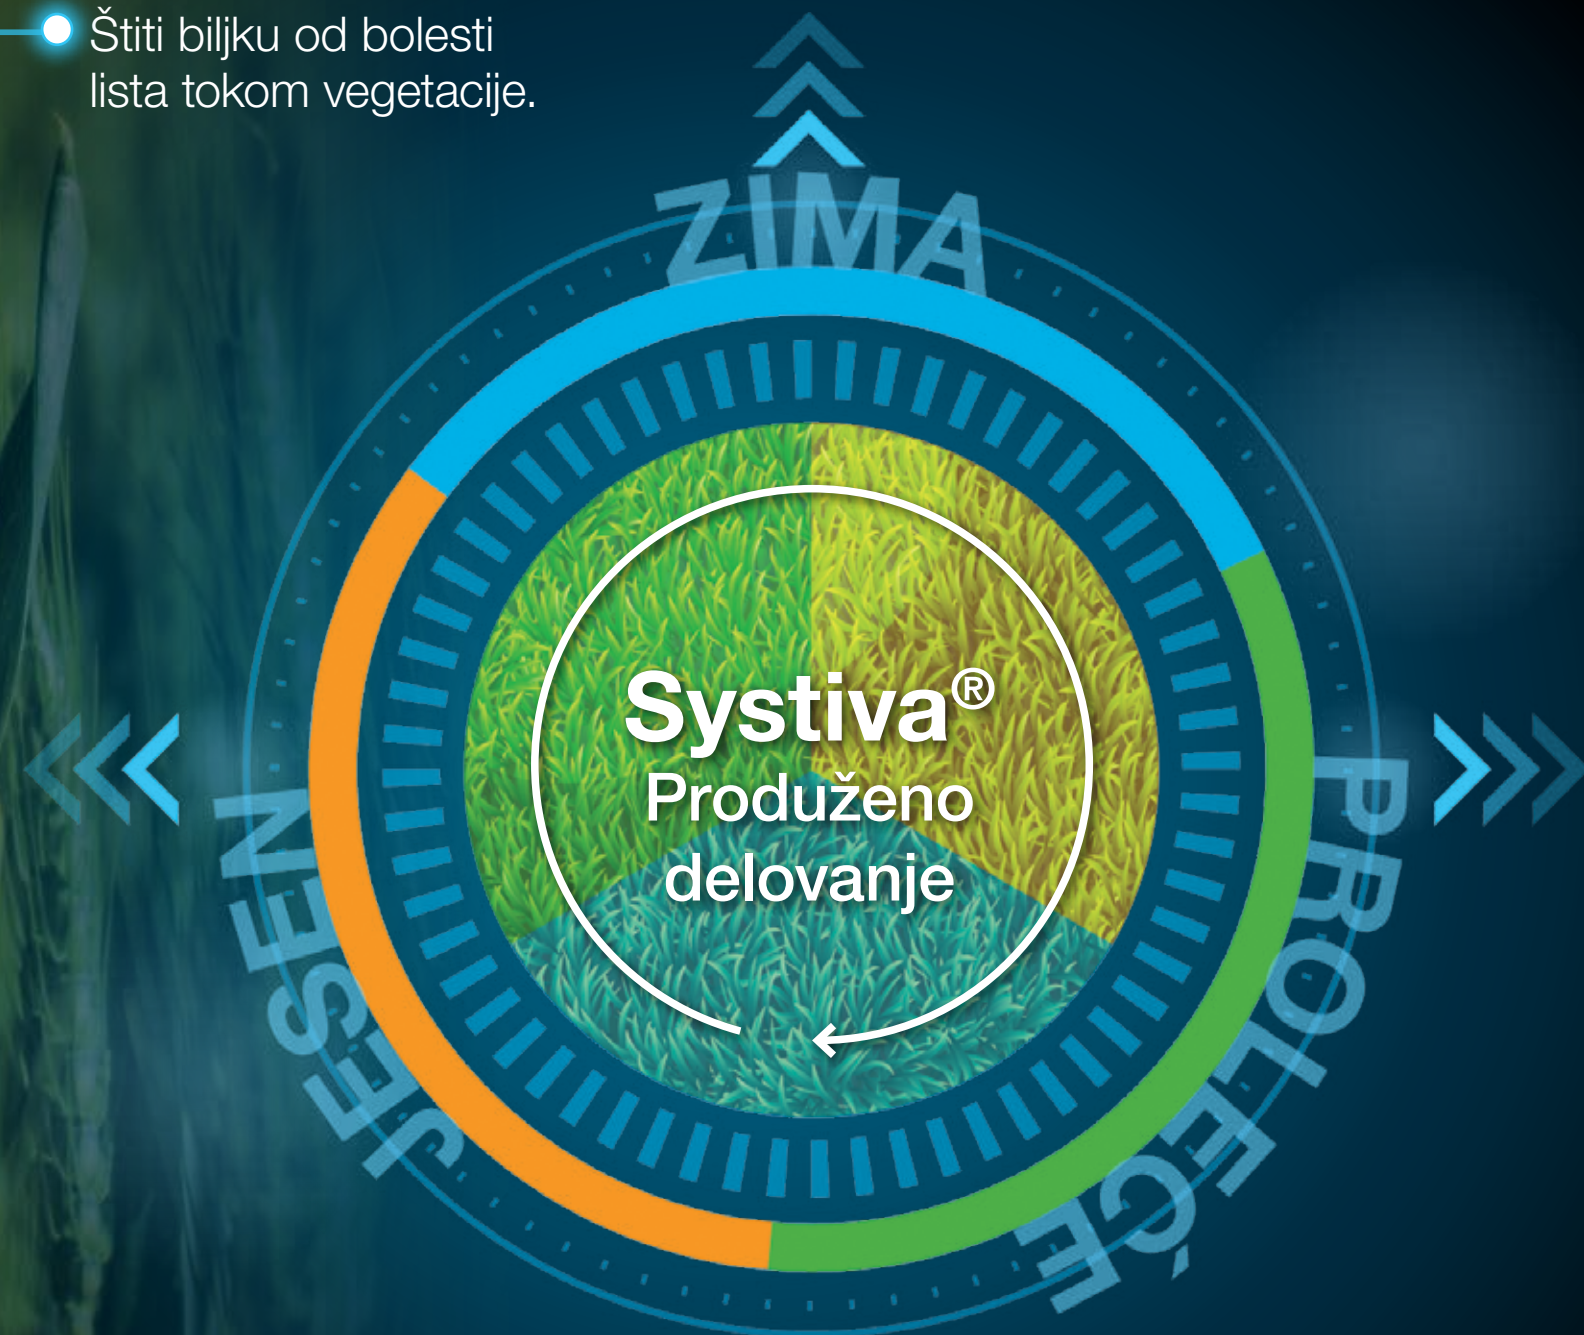 Štiti biljku od bolesti
lista tokom vegetacije.
ZIMA
JESEN
PROLEĆE
Systiva®
Produženo
delovanje